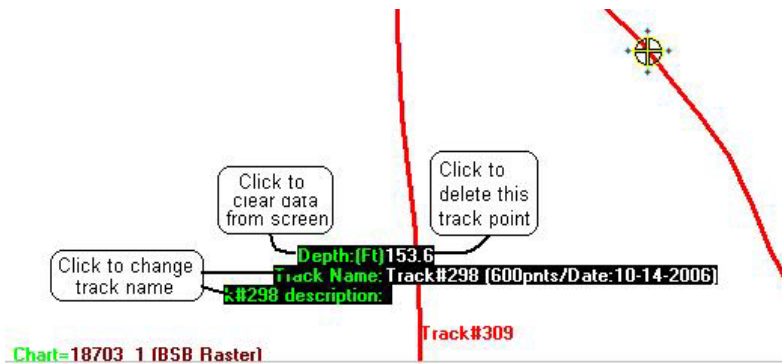 Click to
clear data
from screen
Click to
delete this
track point
Depth:(Ft)153.6
Click to change
track name
Track Name: Track#298 (600pnts/Date:10-14-2006)
k#298 description:
Track#309
Chart=18703_1 (BSB Raster)